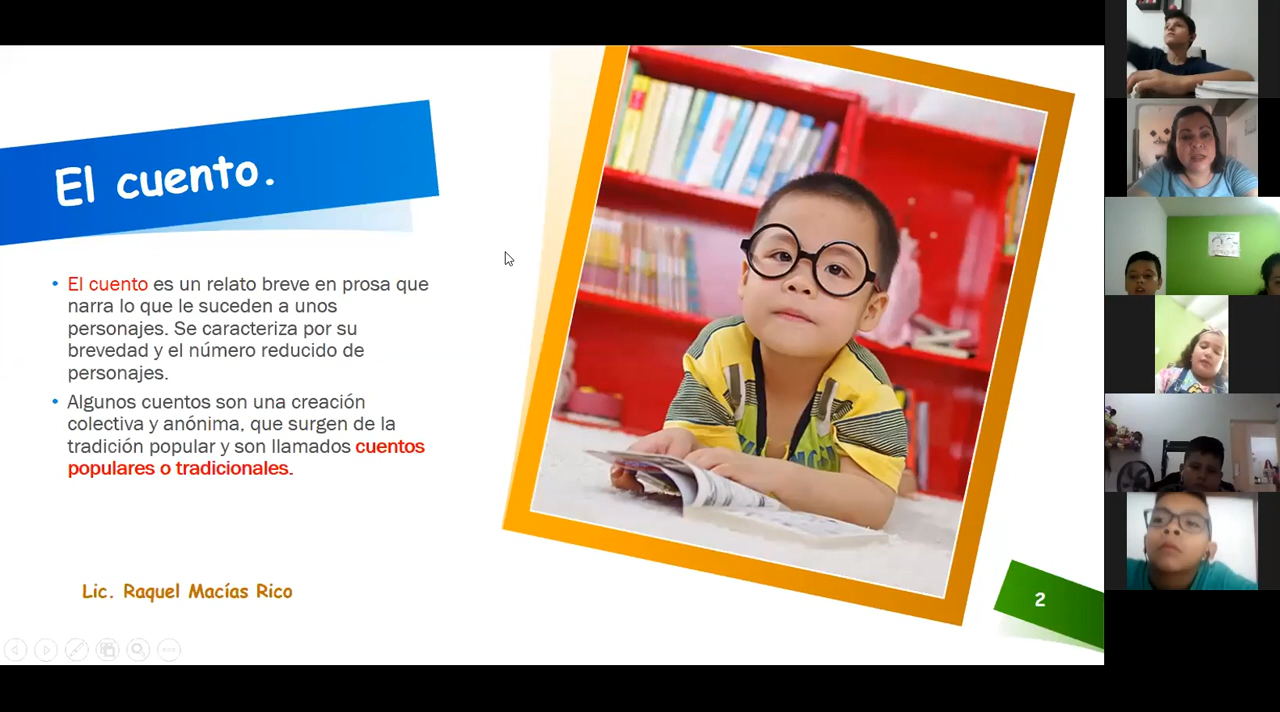 El cuento.
El cuento es un relato breve en prosa que
narra lo que le suceden a unos
personajes. Se caracteriza por su
brevedad y el número reducido de
personajes.
Algunos cuentos son una creación
colectiva y anónima, que surgen de la
tradición popular y son llamados cuentos
populares o tradicionales.
Lic. Raquel Macías Rico
2